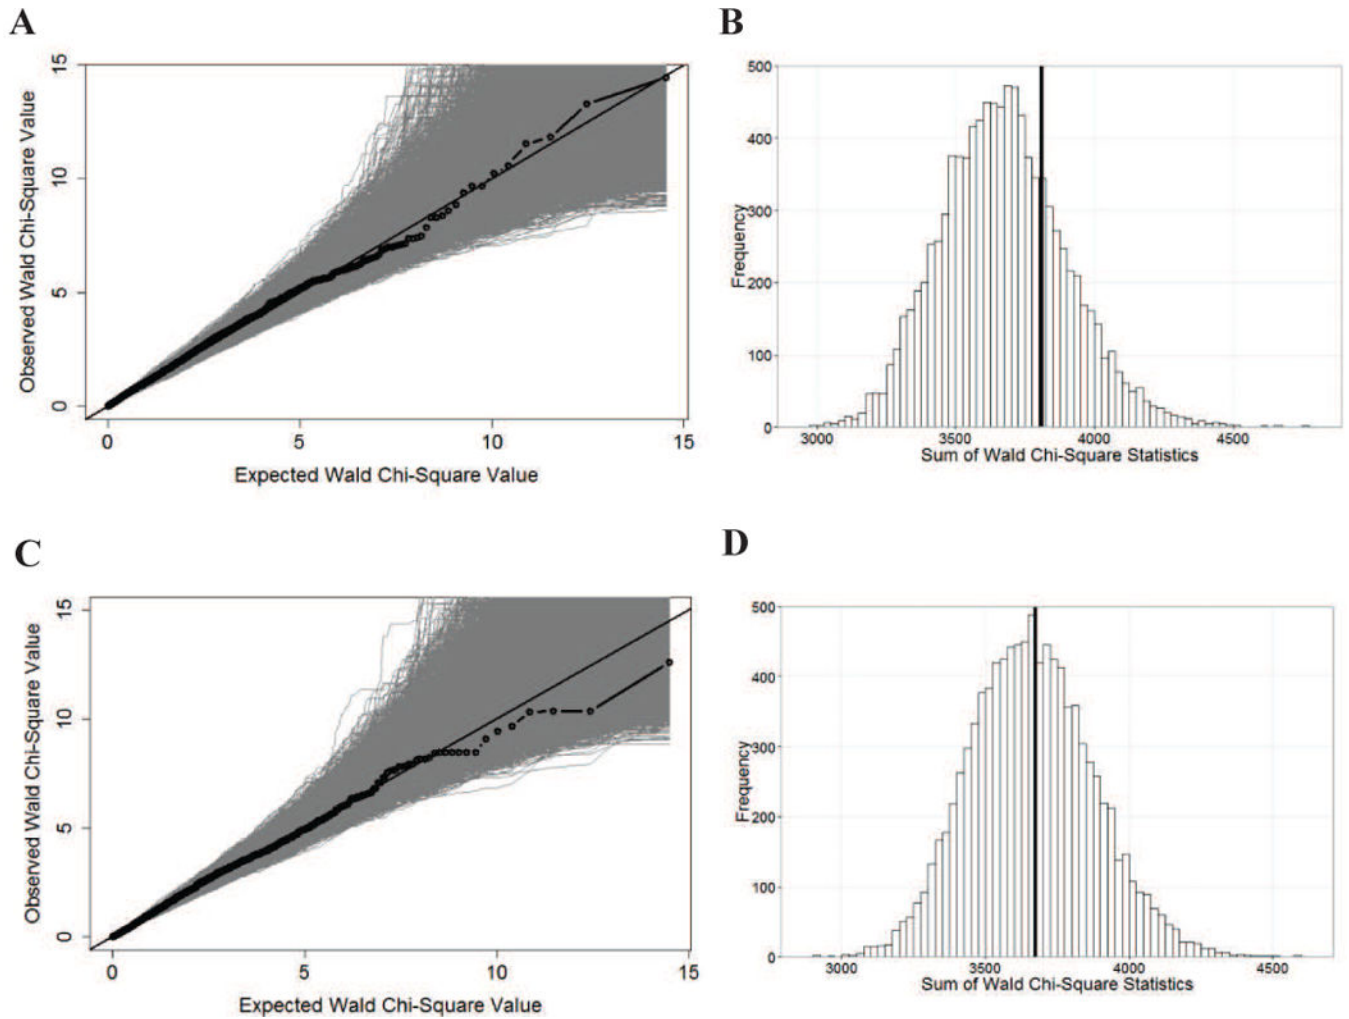 A
B
15
10
5
0
Observed Wald Chi-Square Value
0 5 10 15
Expected Wald Chi-Square Value
500
400
300
200
100
0
Frequency
3000 3500 4000 4500
Sum of Wald Chi-Square Statistics
C
D
15
10
5
0
Observed Wald Chi-Square Value
0 5 10 15
Expected Wald Chi-Square Value
500
400
300
200
100
0
Frequency
3000 3500 4000 4500
Sum of Wald Chi-Square Statistics